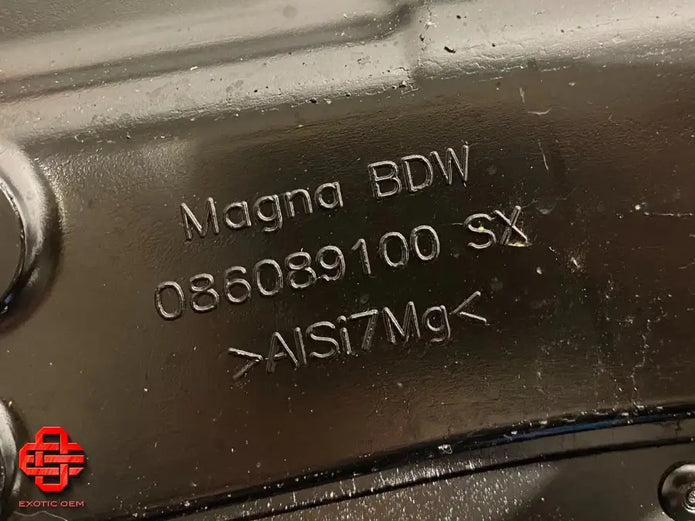 Magna BDW
086089100 SX
>AlSi7Mg<
EXOTIC OEM